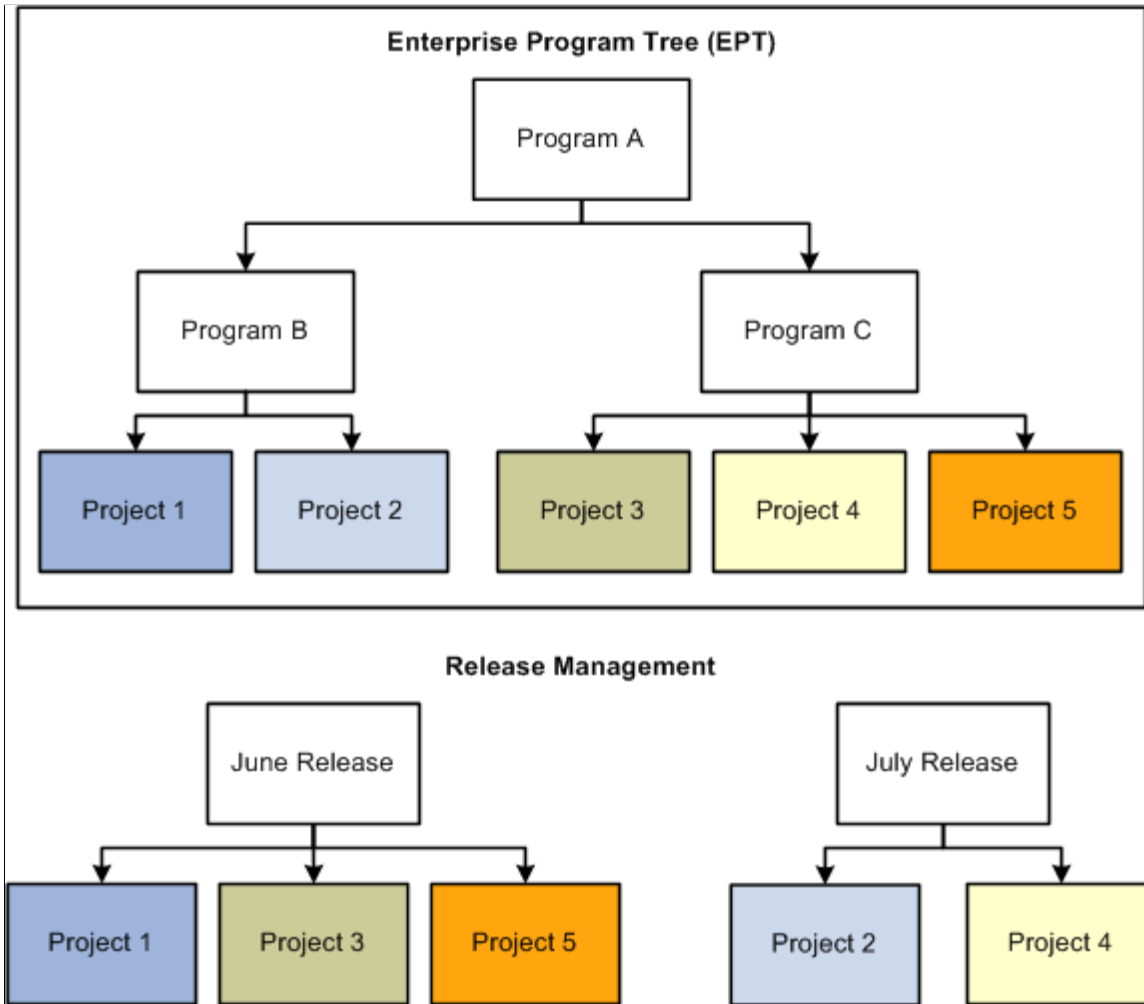 Enterprise Program Tree (EPT)
Program A
Program B
Program C
Project 1
Project 2
Project 3
Project 4
Project 5
Release Management
June Release
July Release
Project 1
Project 3
Project 5
Project 2
Project 4